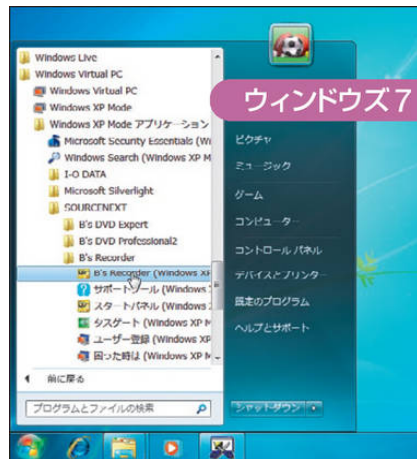 Windows Live
Windows Virtual PC
Windows Virtual PC
Windows XP Mode
Windows XP Mode アプリケーション
Microsoft Security Essentials (Wi
Windows Search (Windows XP M
I-O DATA
Microsoft Silverlight
SOURCENEXT
B's DVD Expert
B's DVD Professional2
B's Recorder
B's Recorder (Windows XP
サポートツール (Windows
スタートパネル (Windows
タスゲート (Windows XP M
ユーザー登録 (Windows XP
困った時は (Windows XP M
前に戻る
プログラムとファイルの検索
ウィンドウズ7
ピクチャ
ミュージック
ゲーム
コンピューター
コントロール パネル
デバイスとプリンター
既定のプログラム
ヘルプとサポート
シャットダウン